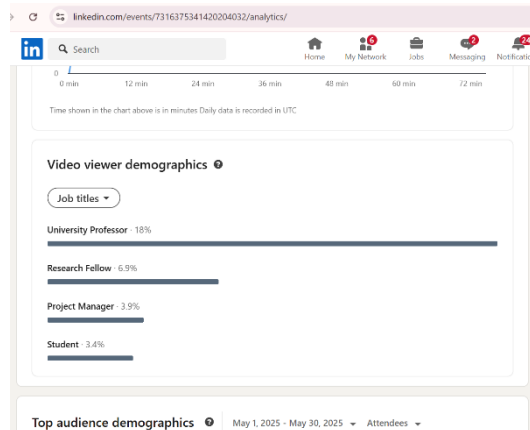 linkedin.com/events/7316375341420204032/analytics/
in
Search
Home
My Network
6
Jobs
Messaging
2
Notificatio
24
0
0 min 12 min 24 min 36 min 48 min 60 min 72 min
Time shown in the chart above is in minutes Daily data is recorded in UTC
Video viewer demographics
Job titles
University Professor · 18%
Research Fellow · 6.9%
Project Manager · 3.9%
Student · 3.4%
Top audience demographics May 1, 2025 - May 30, 2025 Attendees